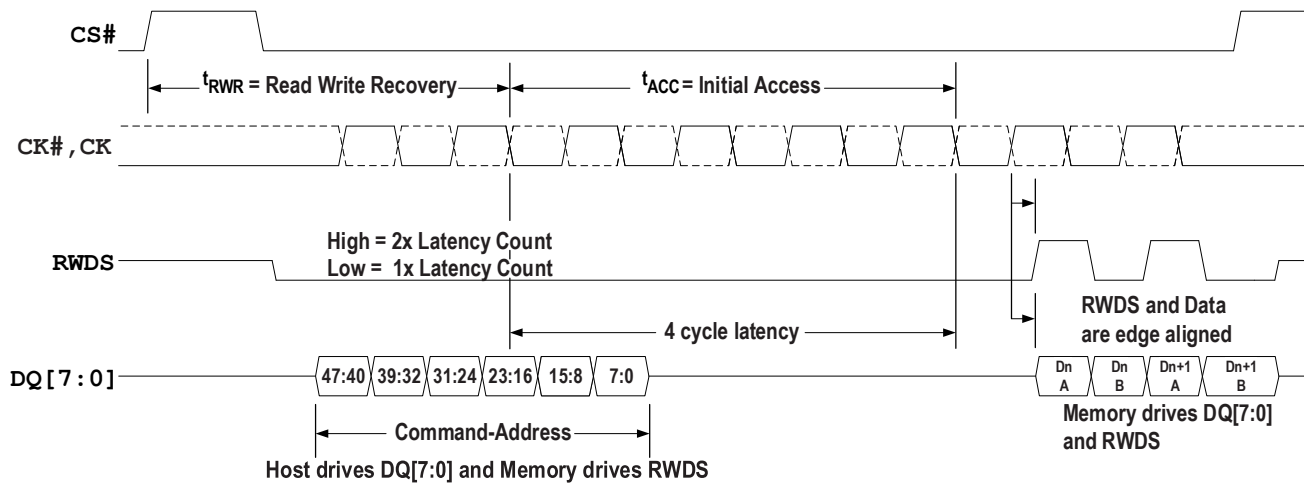 CS#
tRWR = Read Write Recovery
tACC = Initial Access
CK#,CK
High = 2x Latency Count
Low = 1x Latency Count
RWDS
RWDS and Data
are edge aligned
4 cycle latency
DQ[7:0]
47:40 39:32 31:24 23:16 15:8 7:0
Dn Dn Dn+1 Dn+1
A B A B
Command-Address
Memory drives DQ[7:0]
and RWDS
Host drives DQ[7:0] and Memory drives RWDS